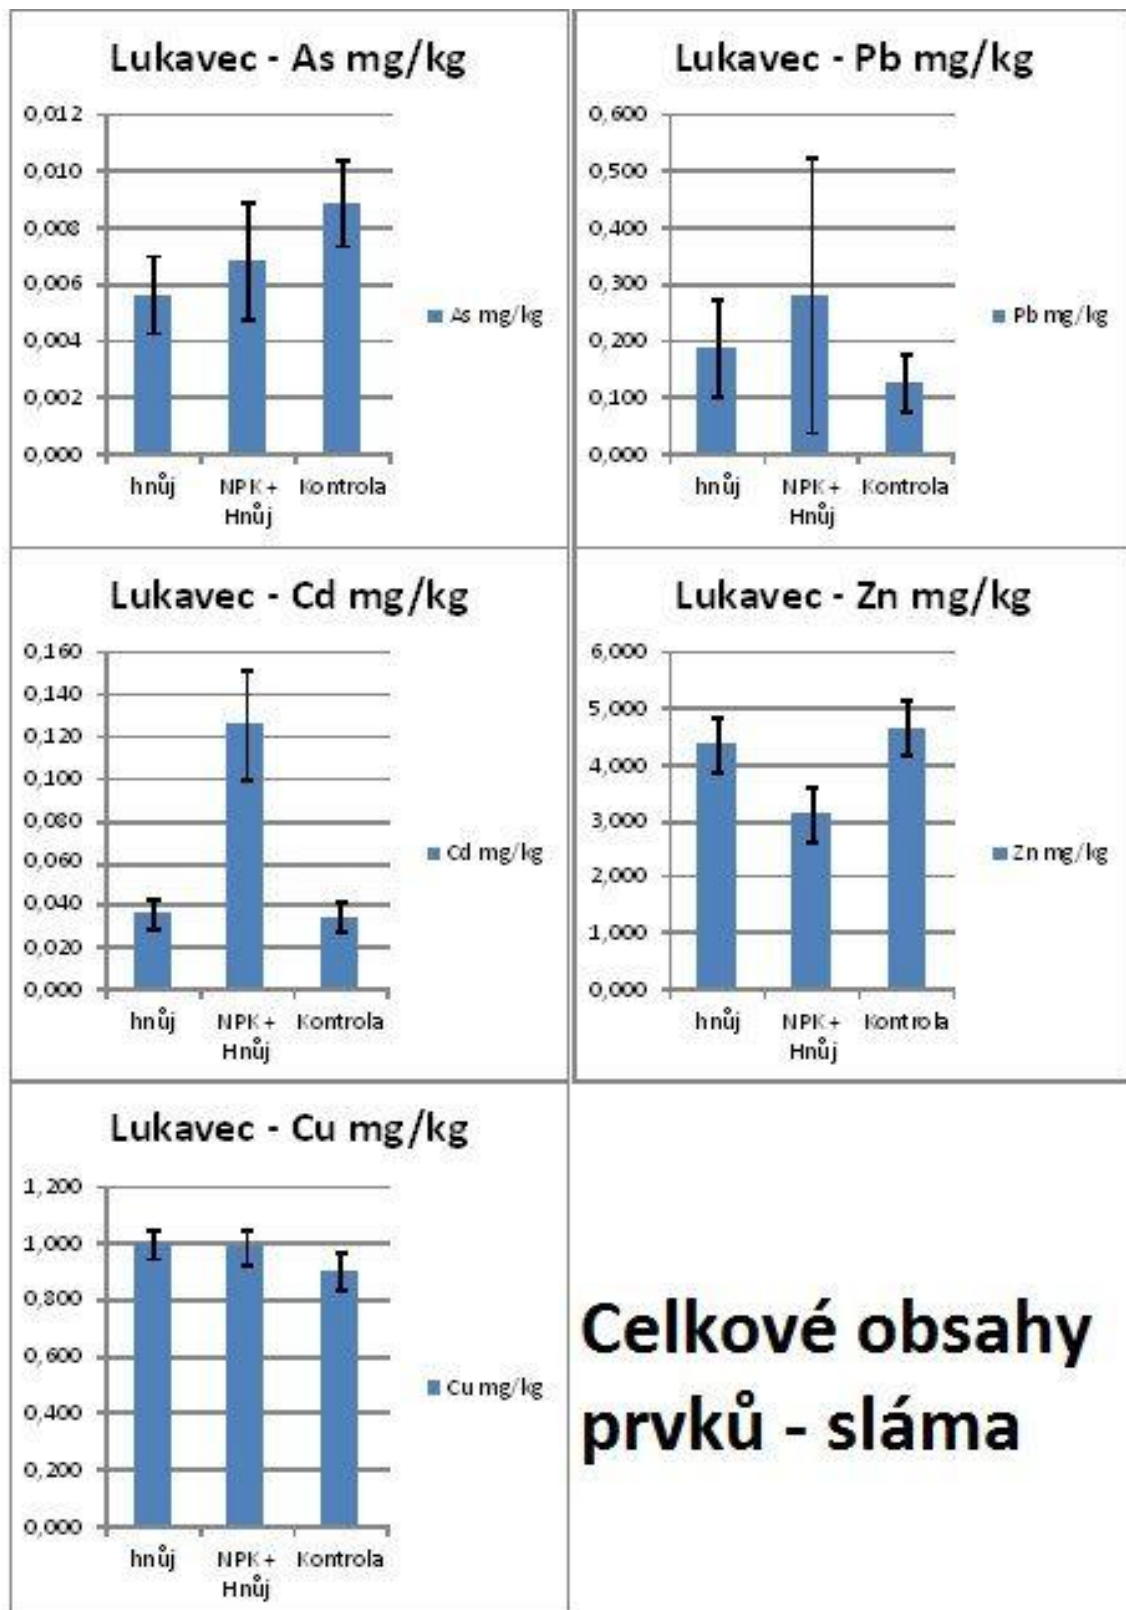 Lukavec - As mg/kg
0,012
0,010
0,008
0,006
0,004
0,002
0,000
hnůj
NPK +
Hnůj
Kontrola
As mg/kg
Lukavec - Pb mg/kg
0,600
0,500
0,400
0,300
0,200
0,100
0,000
hnůj
NPK +
Hnůj
Kontrola
Pb mg/kg
Lukavec - Cd mg/kg
0,160
0,140
0,120
0,100
0,080
0,060
0,040
0,020
0,000
hnůj
NPK +
Hnůj
Kontrola
Cd mg/kg
Lukavec - Zn mg/kg
6,000
5,000
4,000
3,000
2,000
1,000
0,000
hnůj
NPK +
Hnůj
Kontrola
Zn mg/kg
Lukavec - Cu mg/kg
1,200
1,000
0,800
0,600
0,400
0,200
0,000
hnůj
NPK +
Hnůj
Kontrola
Cu mg/kg
Celkové obsahy
prvků - sláma